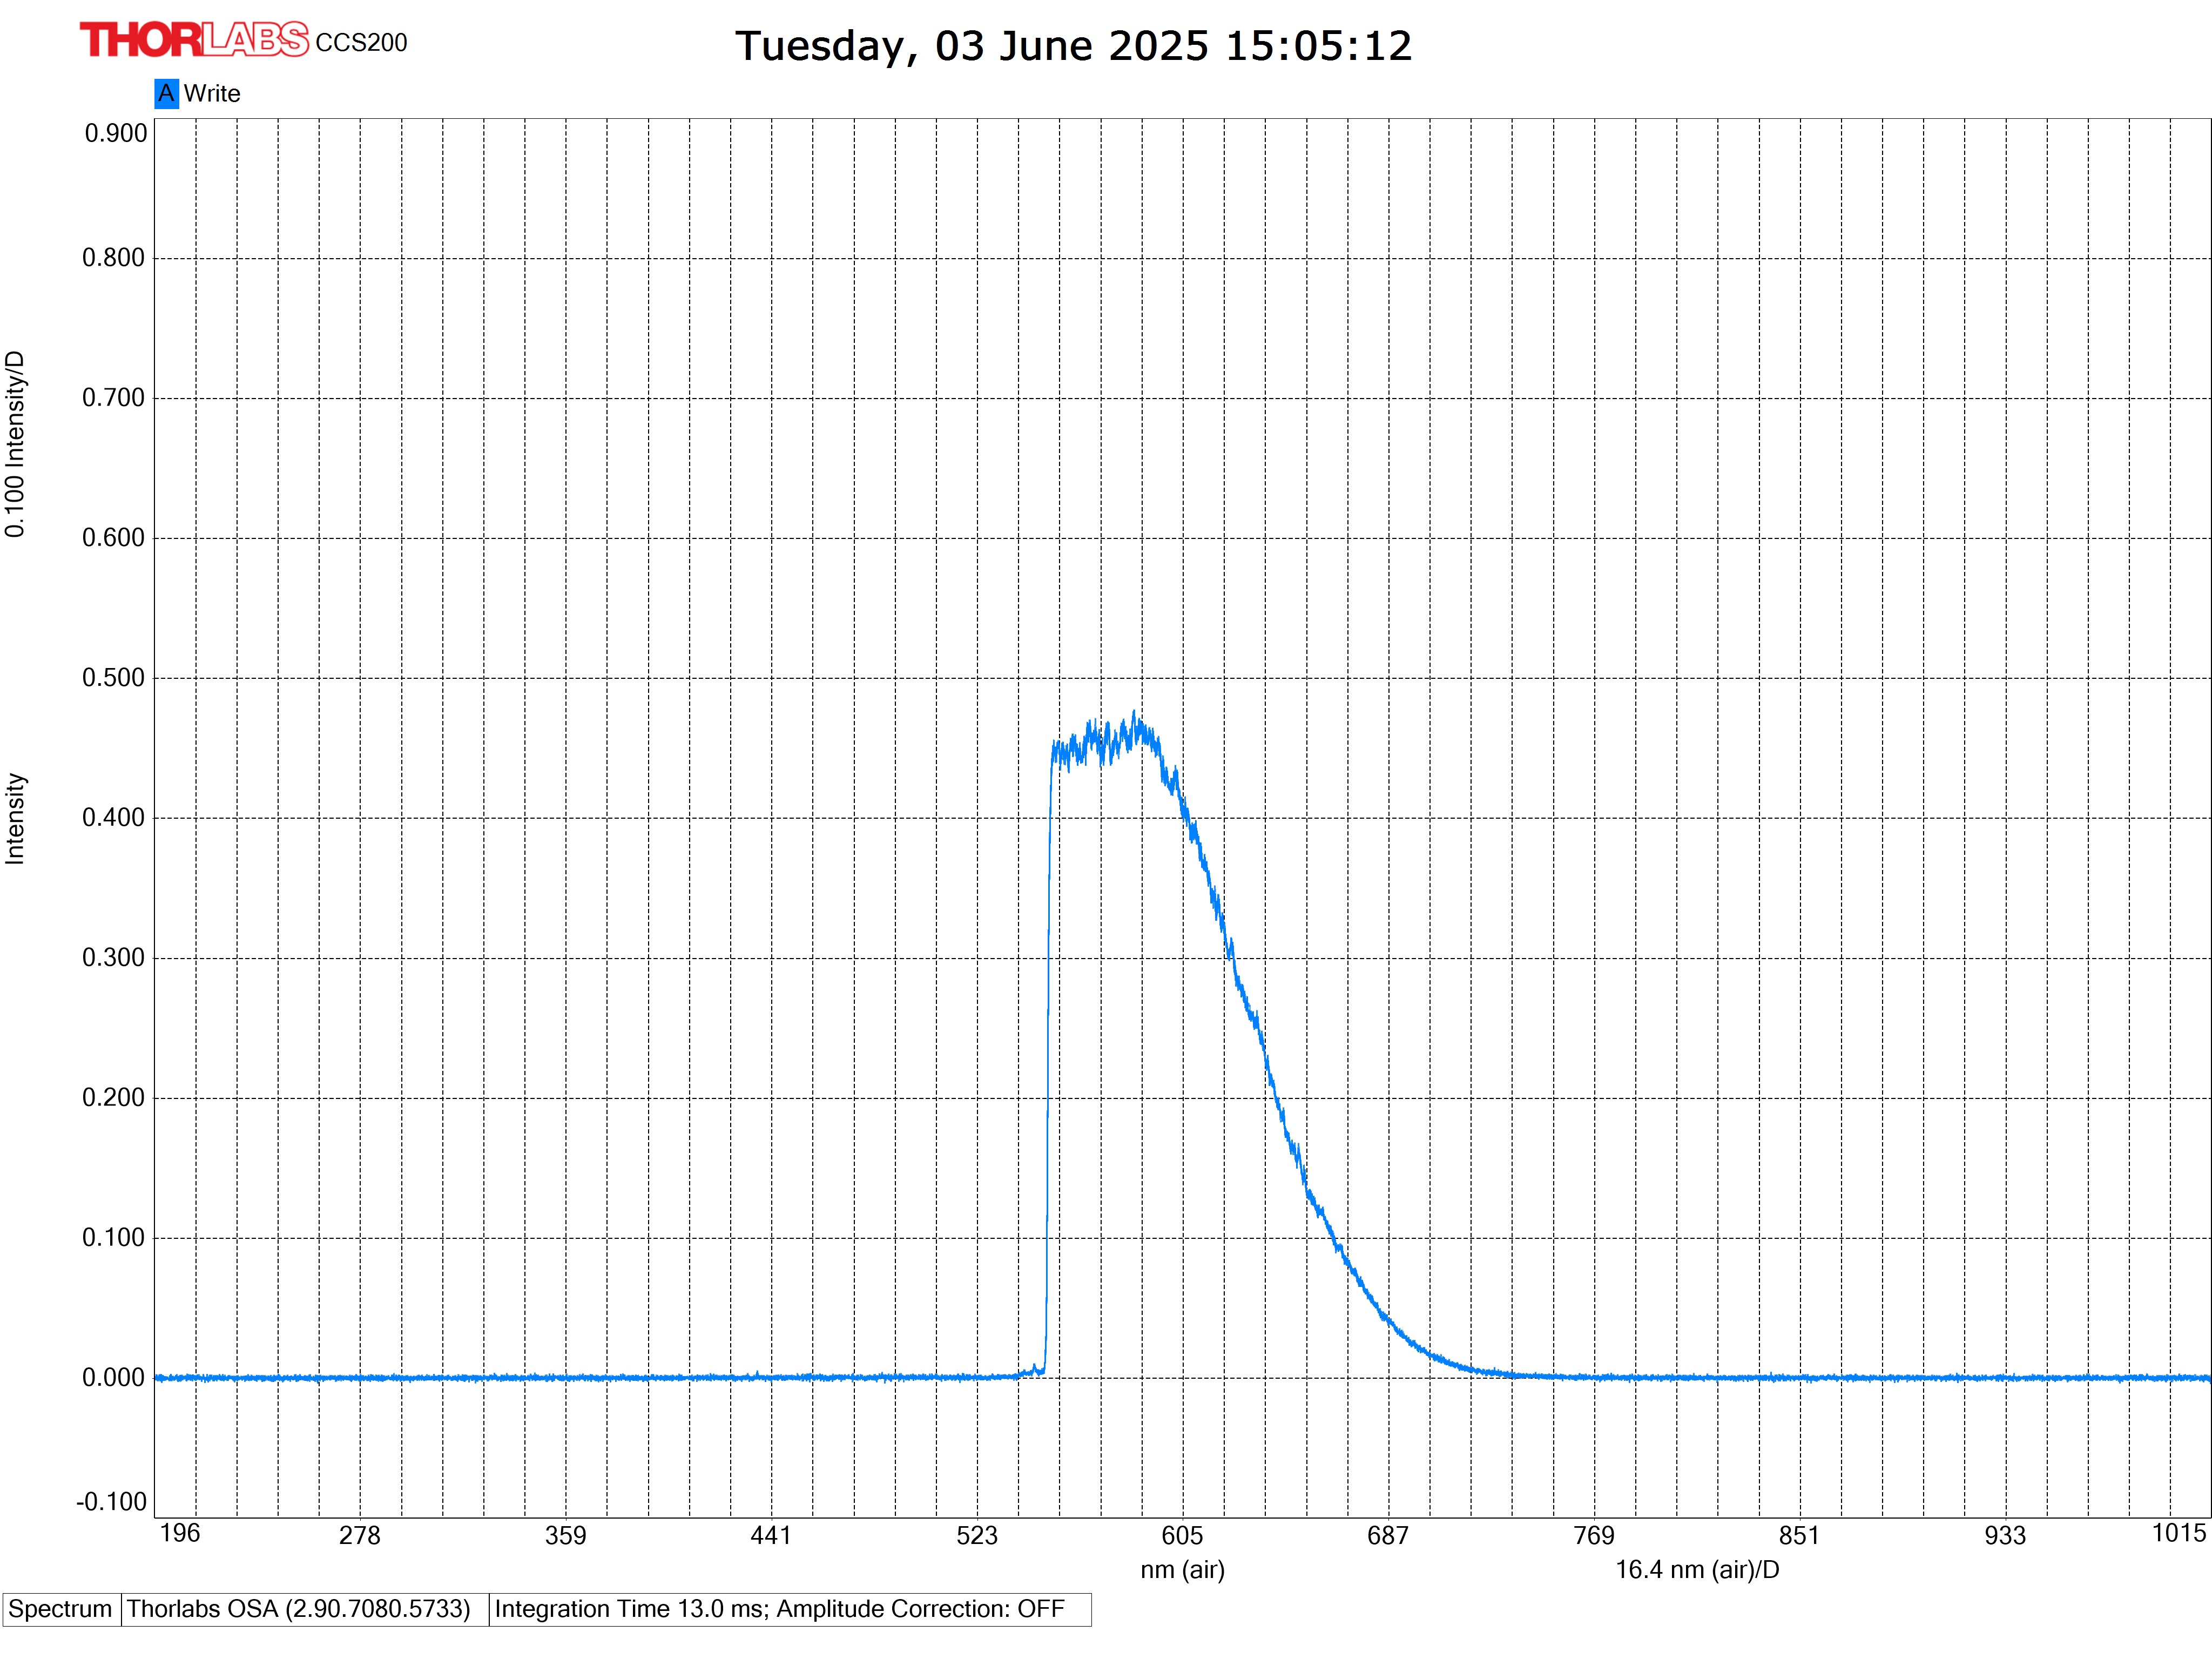 THORLABS CCS200
Tuesday, 03 June 2025 15:05:12
A Write
0.900
0.800
0.700
0.600
0.500
0.400
0.300
0.200
0.100
0.000
-0.100
0.100 Intensity/D
Intensity
196 278 359 441 523 605 687 769 851 933 1015
nm (air) 16.4 nm (air)/D
Spectrum Thorlabs OSA (2.90.7080.5733) Integration Time 13.0 ms; Amplitude Correction: OFF